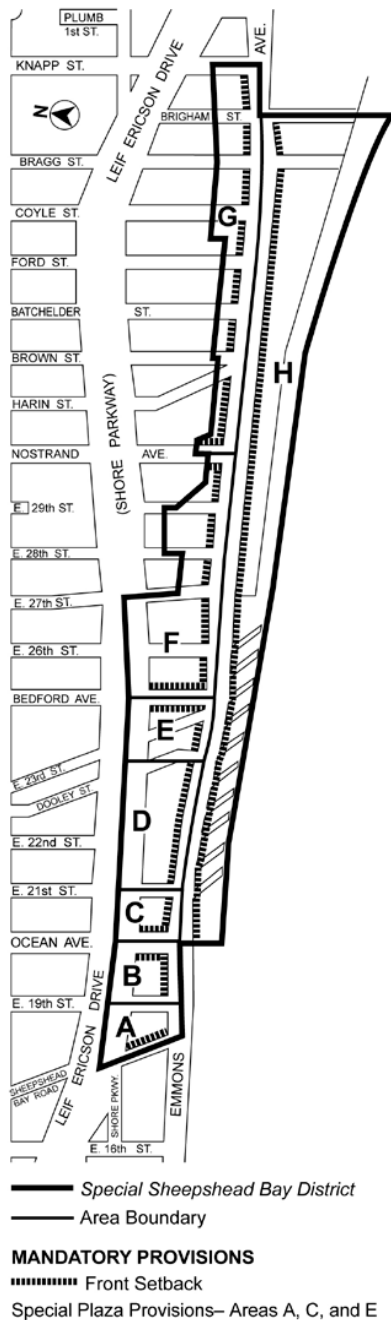 PLUMB
1st ST.
KNAPP ST.
AVE.
LEIF ERICSON DRIVE
N
BRIGHAM ST.
BRAGG ST.
G
COYLE ST.
FORD ST.
BATCHELDER ST.
BROWN ST.
H
HARIN ST.
(SHORE PARKWAY)
NOSTRAND AVE.
E. 29th ST.
E. 28th ST.
E. 27th ST.
F
E. 26th ST.
BEDFORD AVE.
E
E. 23rd ST.
DOOLEY ST.
D
E. 22nd ST.
E. 21st ST.
C
OCEAN AVE.
B
E. 19th ST.
A
LEIF ERICSON DRIVE
SHEEPSHEAD
BAY ROAD
SHORE PKWY.
EMMONS
E. 16th ST.
Special Sheepshead Bay District
Area Boundary
MANDATORY PROVISIONS
Front Setback
Special Plaza Provisions– Areas A, C, and E